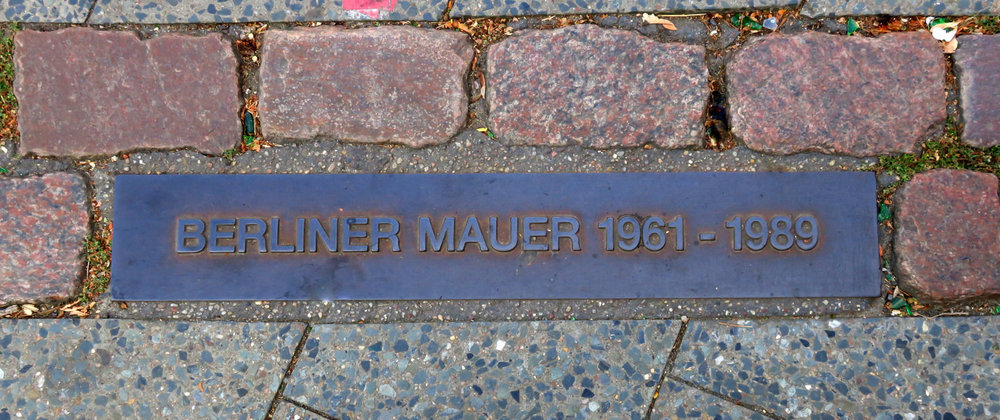 BERLINER MAUER 1961 - 1989